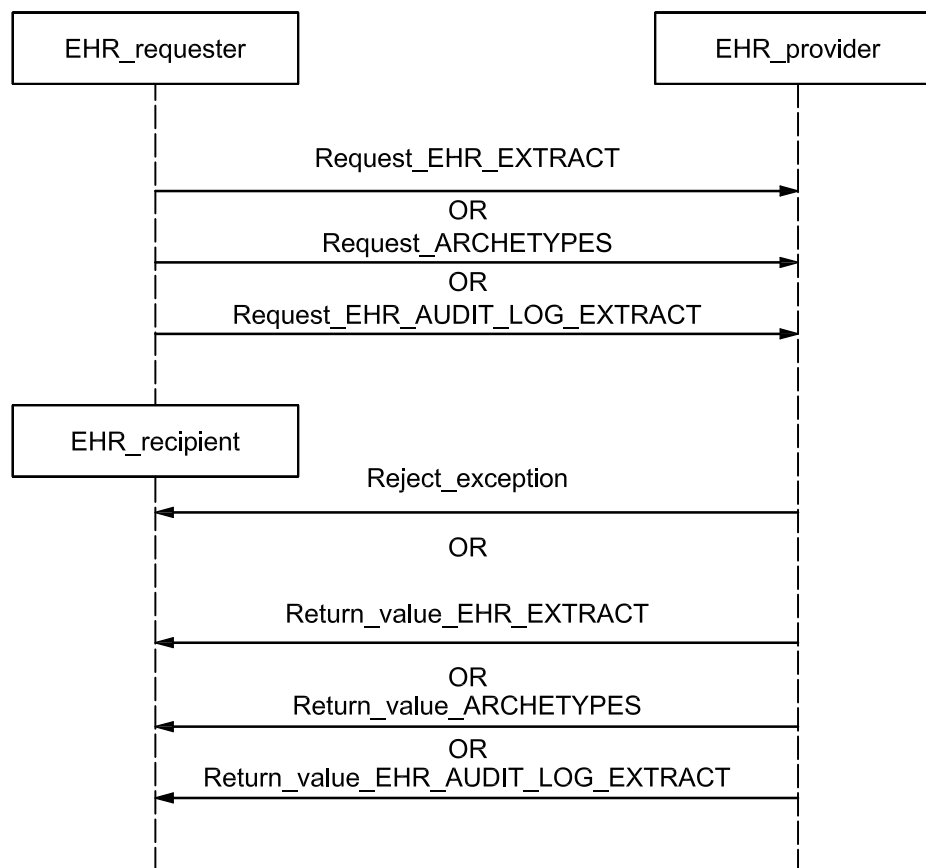 EHR_requester
EHR_provider
Request_EHR_EXTRACT
OR
Request_ARCHETYPES
OR
Request_EHR_AUDIT_LOG_EXTRACT
EHR_recipient
Reject_exception
OR
Return_value_EHR_EXTRACT
OR
Return_value_ARCHETYPES
OR
Return_value_EHR_AUDIT_LOG_EXTRACT